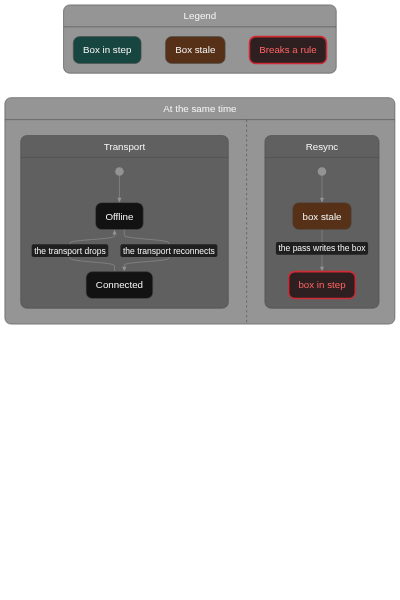 Legend
Box in step
Box stale
Breaks a rule
At the same time
Transport
Resync
Offline
box stale
the transport drops
the transport reconnects
the pass writes the box
Connected
box in step